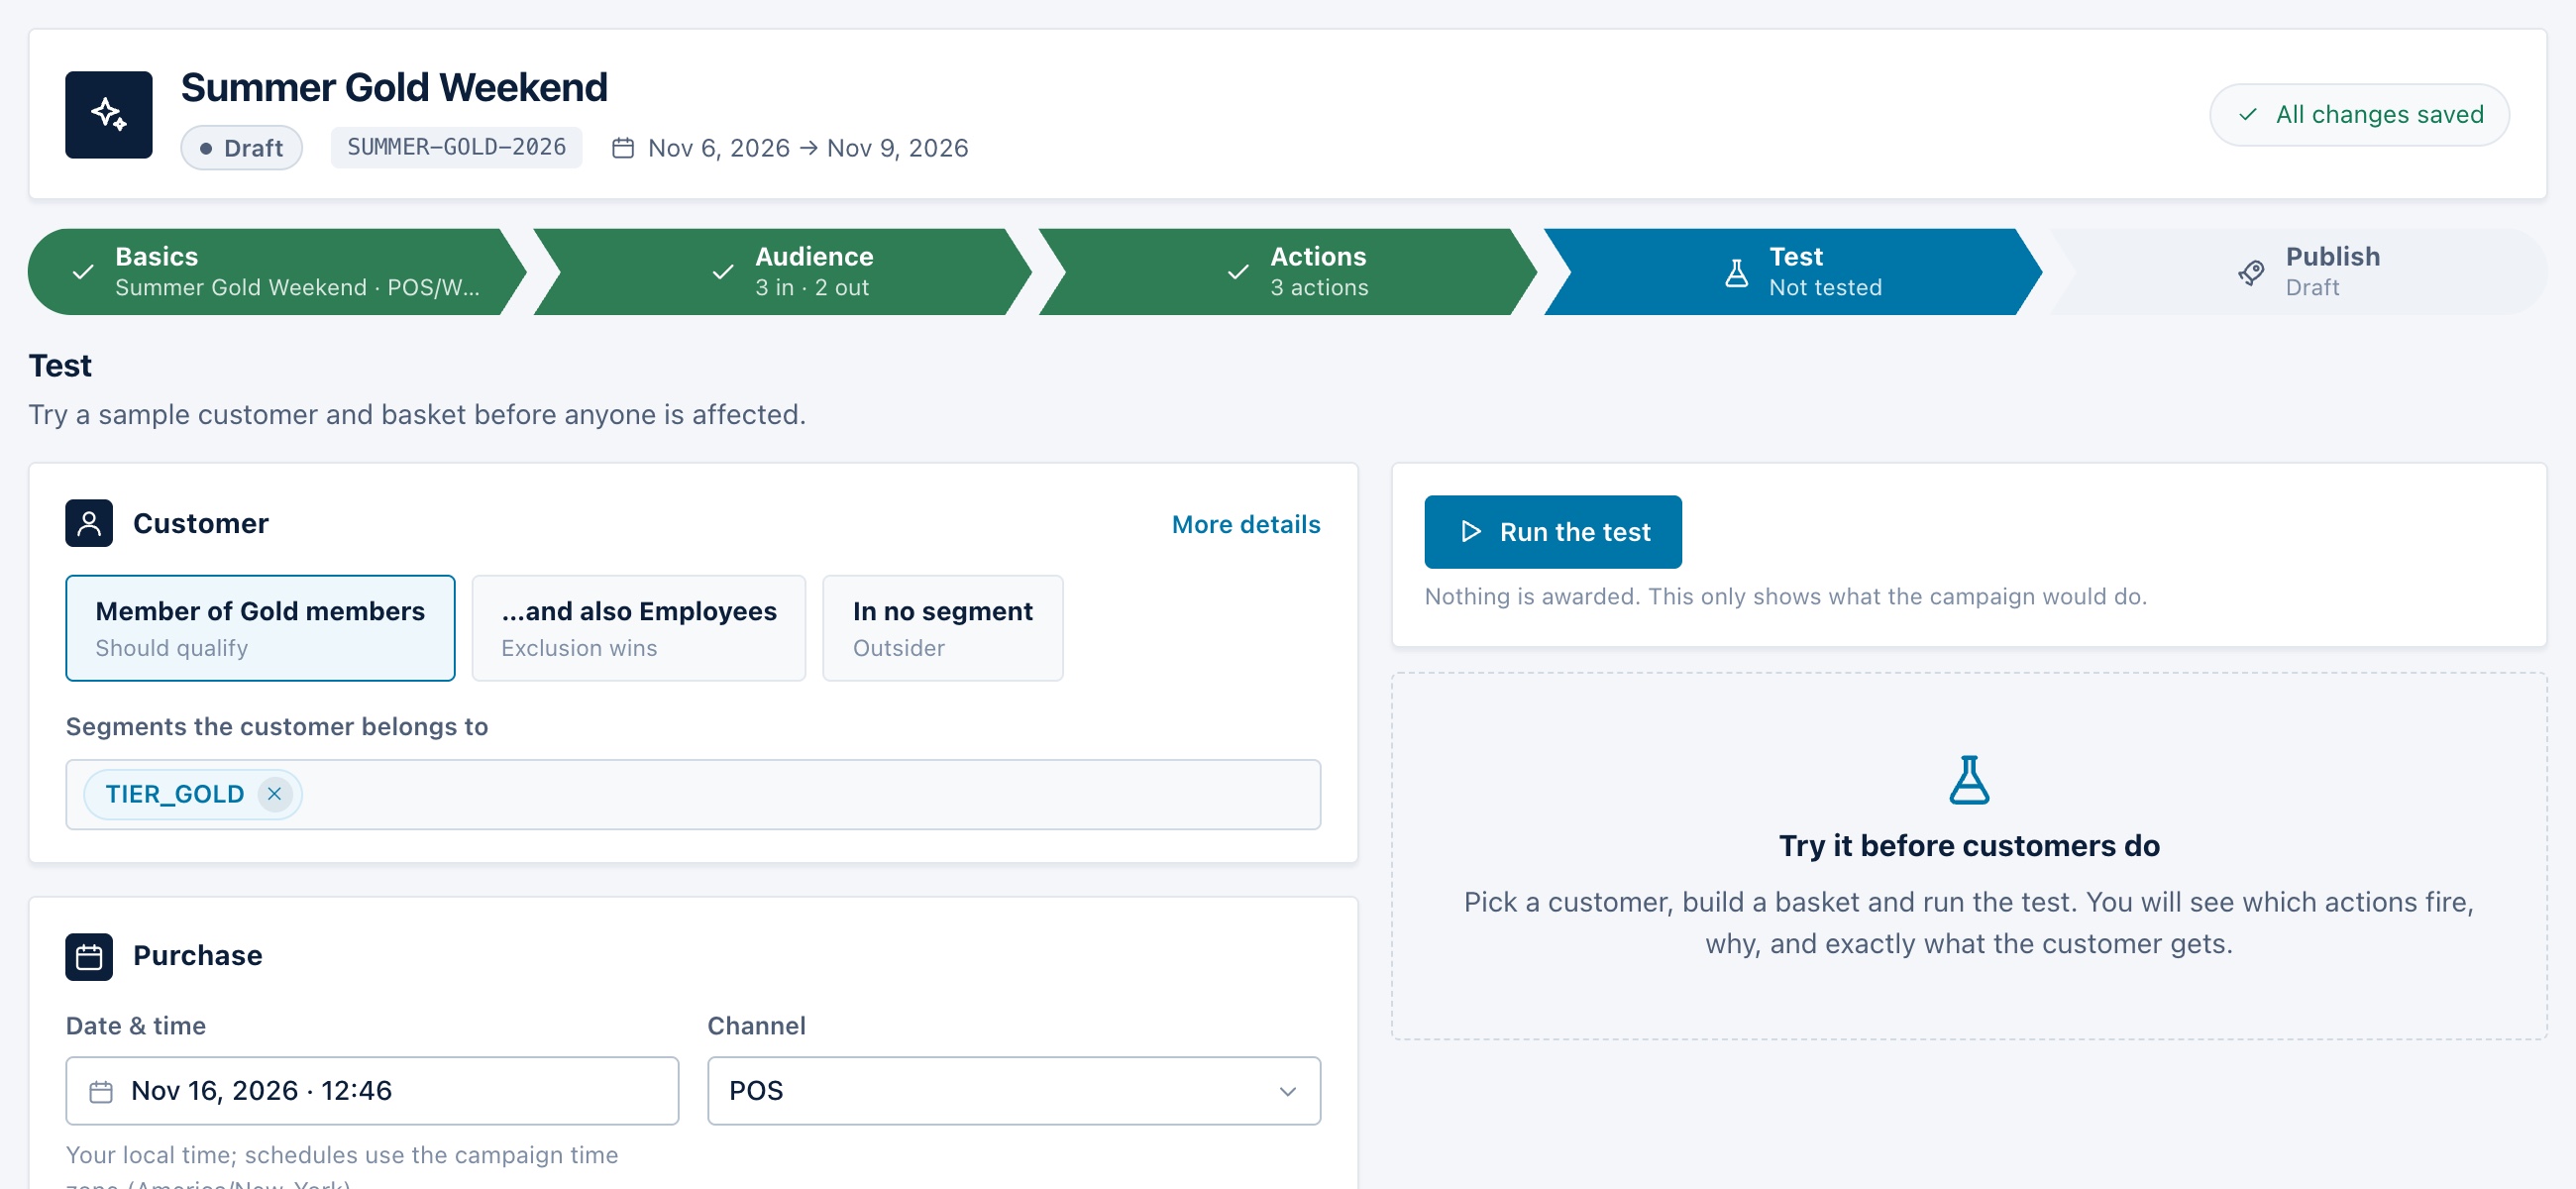 Summer Gold Weekend
Draft
SUMMER-GOLD-2026
Nov 6, 2026 → Nov 9, 2026
All changes saved
Basics
Summer Gold Weekend · POS/W...
Audience
3 in · 2 out
Actions
3 actions
Test
Not tested
Publish
Draft
Test
Try a sample customer and basket before anyone is affected.
Customer
More details
Member of Gold members
Should qualify
...and also Employees
Exclusion wins
In no segment
Outsider
Segments the customer belongs to
TIER_GOLD
Purchase
Date & time
Channel
Nov 16, 2026 · 12:46
POS
Your local time; schedules use the campaign time
zone (America/New_York)
Run the test
Nothing is awarded. This only shows what the campaign would do.
Try it before customers do
Pick a customer, build a basket and run the test. You will see which actions fire,
why, and exactly what the customer gets.